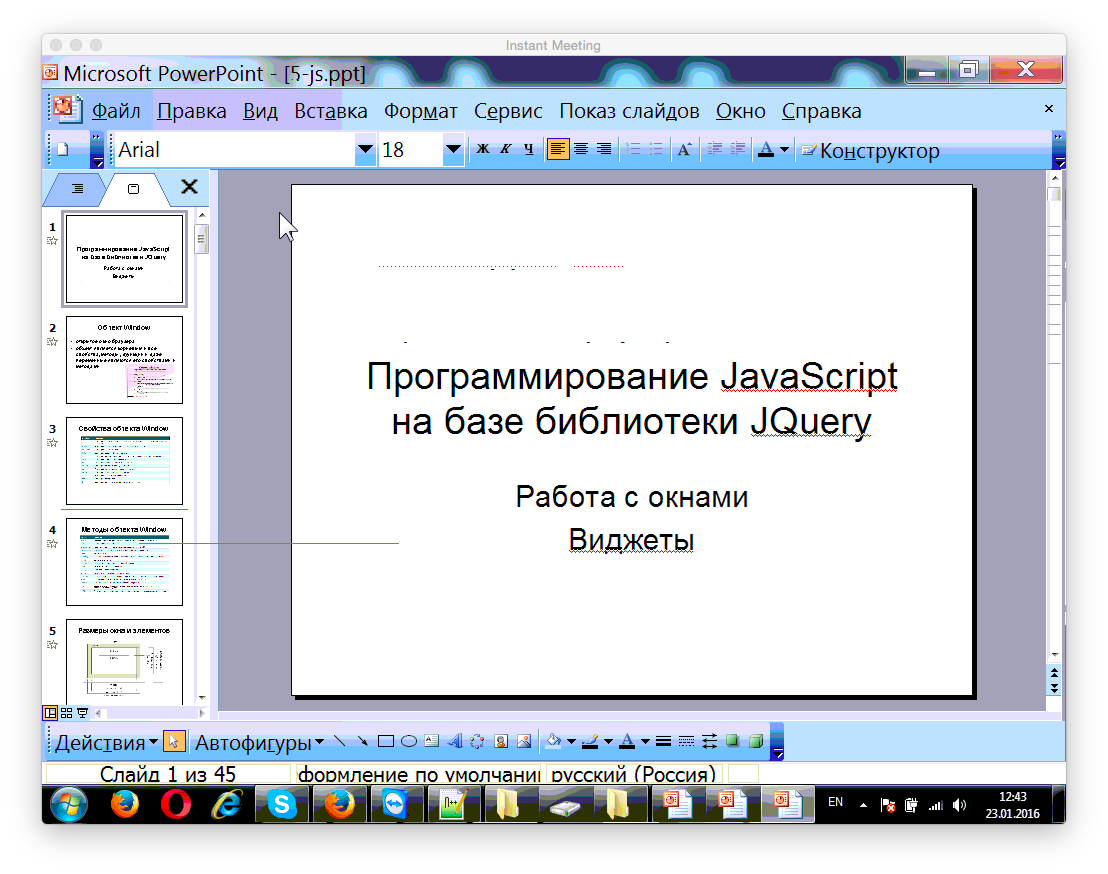 Instant Meeting
Microsoft PowerPoint - [5-js.ppt]
Файл Правка Вид Вставка Формат Сервис Показ слайдов Окно Справка
Arial 18 Ж К Ч A A Конструктор
1
Программирование JavaScript
на базе библиотеки JQuery
Работа с окнами
Виджеты
2
Объект Window
3
Свойства объекта Window
4
Методы объекта Window
5
Размеры окна и элементов
Программирование JavaScript
на базе библиотеки JQuery
Работа с окнами
Виджеты
Действия Автофигуры
Слайд 1 из 45 формление по умолчани русский (Россия)
EN 12:43
23.01.2016